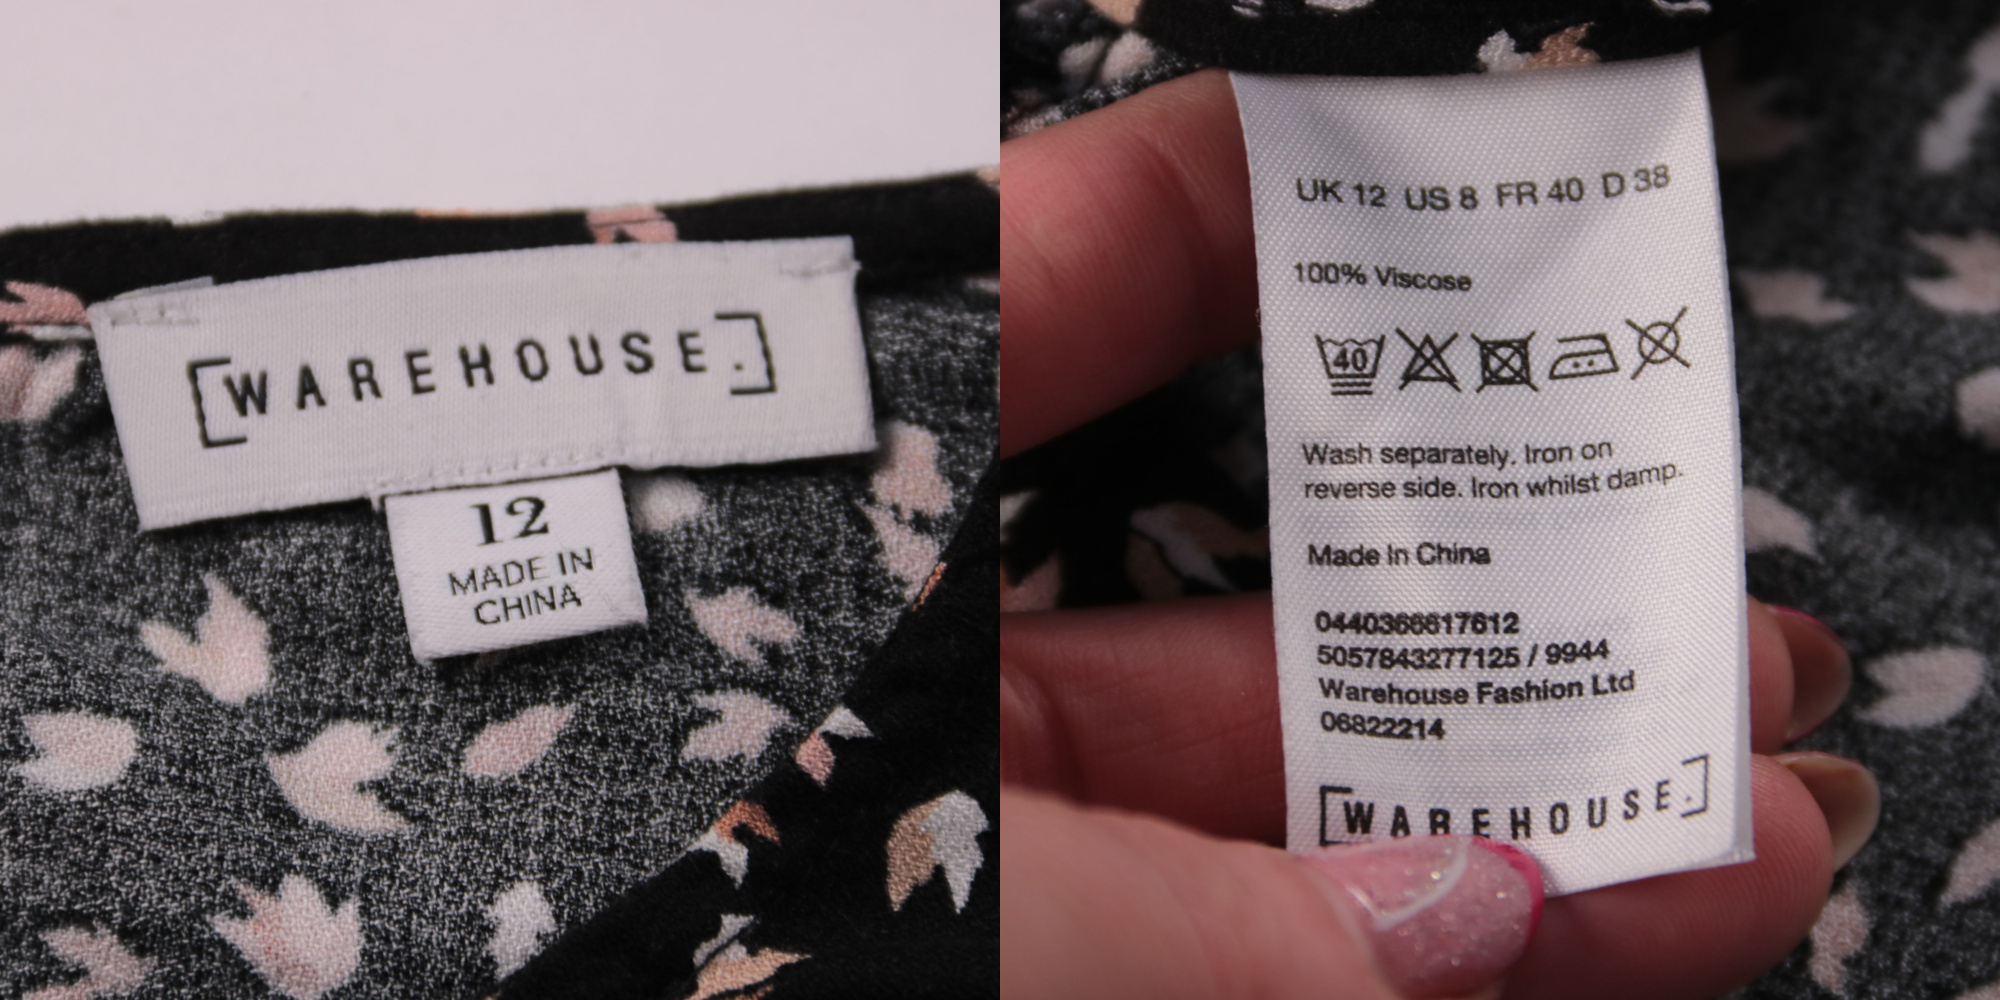 [WAREHOUSE.]
12
MADE IN
CHINA
UK 12 US 8 FR 40 D 38
100% Viscose
40
Wash separately. Iron on
reverse side. Iron whilst damp.
Made In China
0440366617612
5057843277125 / 9944
Warehouse Fashion Ltd
06822214
[WAREHOUSE.]